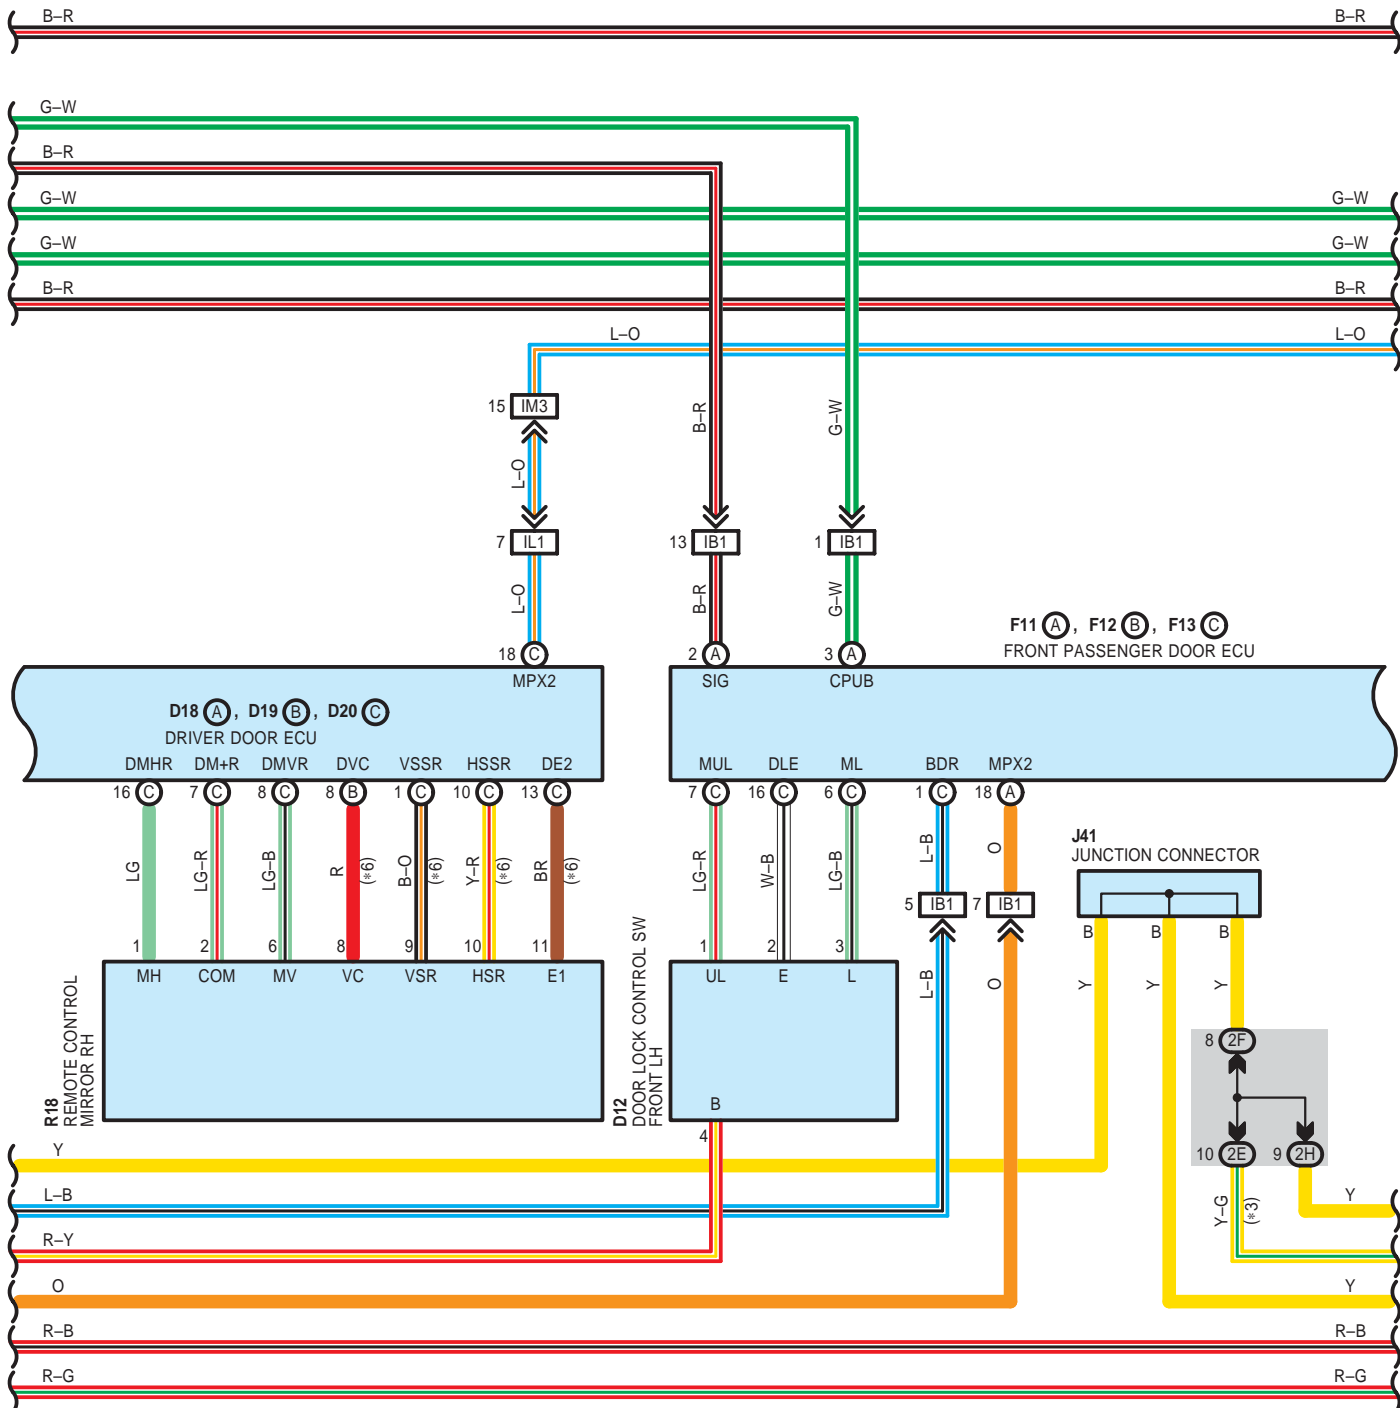 B–R B–R
G–W
B–R
G–W G–W
G–W G–W
B–R B–R
L–O L–O
15 IM3
B–R G–W
L–O
7 IL1 13 IB1 1 IB1
L–O B–R G–W
F11 A, F12 B, F13 C
FRONT PASSENGER DOOR ECU
18 C 2 A 3 A
MPX2 SIG CPUB
D18 A, D19 B, D20 C
DRIVER DOOR ECU
DMHR DM+R DMVR DVC VSSR HSSR DE2 MUL DLE ML BDR MPX2
16 C 7 C 8 C 8 B 1 C 10 C 13 C 7 C 16 C 6 C 1 C 18 A
J41
JUNCTION CONNECTOR
LG LG–R LG–B R (*6) B–O (*6) Y–R (*6) BR (*6) LG–R W–B LG–B L–B O
5 IB1 7 IB1
B B B
1 2 6 8 9 10 11 1 2 3
MH COM MV VC VSR HSR E1 UL E L
L–B O Y Y Y
R18
REMOTE CONTROL
MIRROR RH
D12
DOOR LOCK CONTROL SW
FRONT LH
8 2F
B
4
10 2E 9 2H
Y
Y–G (*3)
L–B Y
R–Y
O Y
R–B R–B
R–G R–G